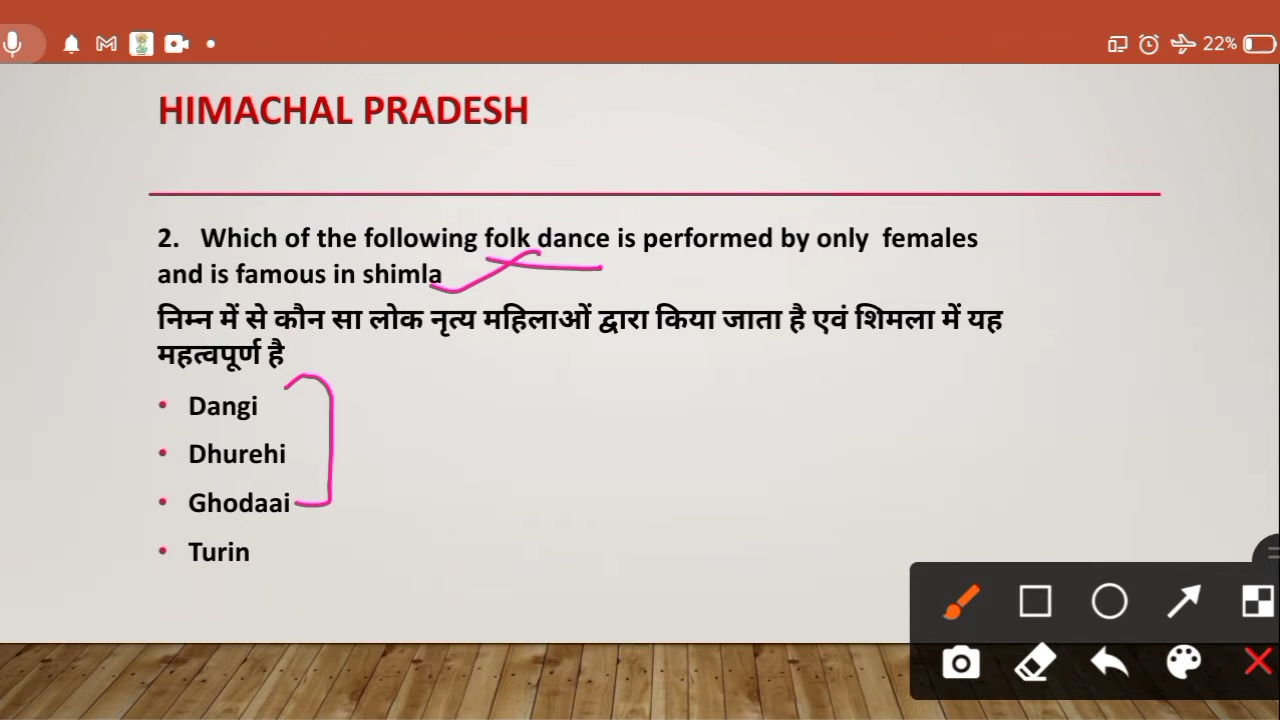 22%
HIMACHAL PRADESH
2. Which of the following folk dance is performed by only females
and is famous in shimla
निम्न में से कौन सा लोक नृत्य महिलाओं द्वारा किया जाता है एवं शिमला में यह
महत्वपूर्ण है
• Dangi
• Dhurehi
• Ghodaai
• Turin